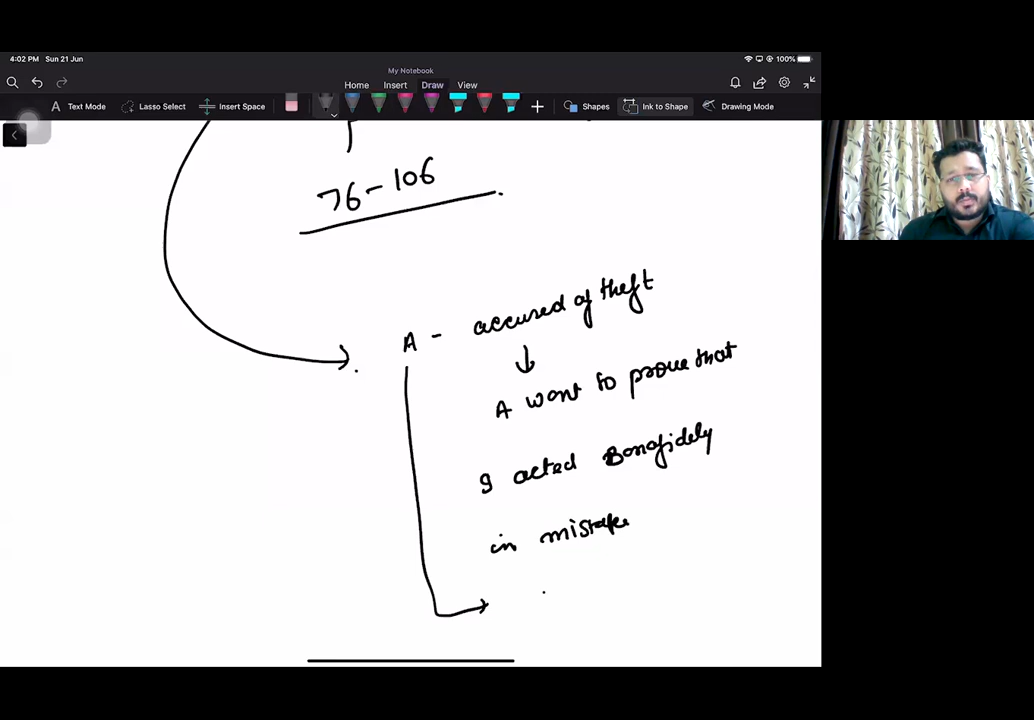 4:02 PM Sun 21 Jun
100%
My Notebook
Home Insert Draw View
Text Mode Lasso Select Insert Space Shapes Ink to Shape Drawing Mode
76-106
A - accused of theft
A want to prove that
I acted Bonafidely
in mistake